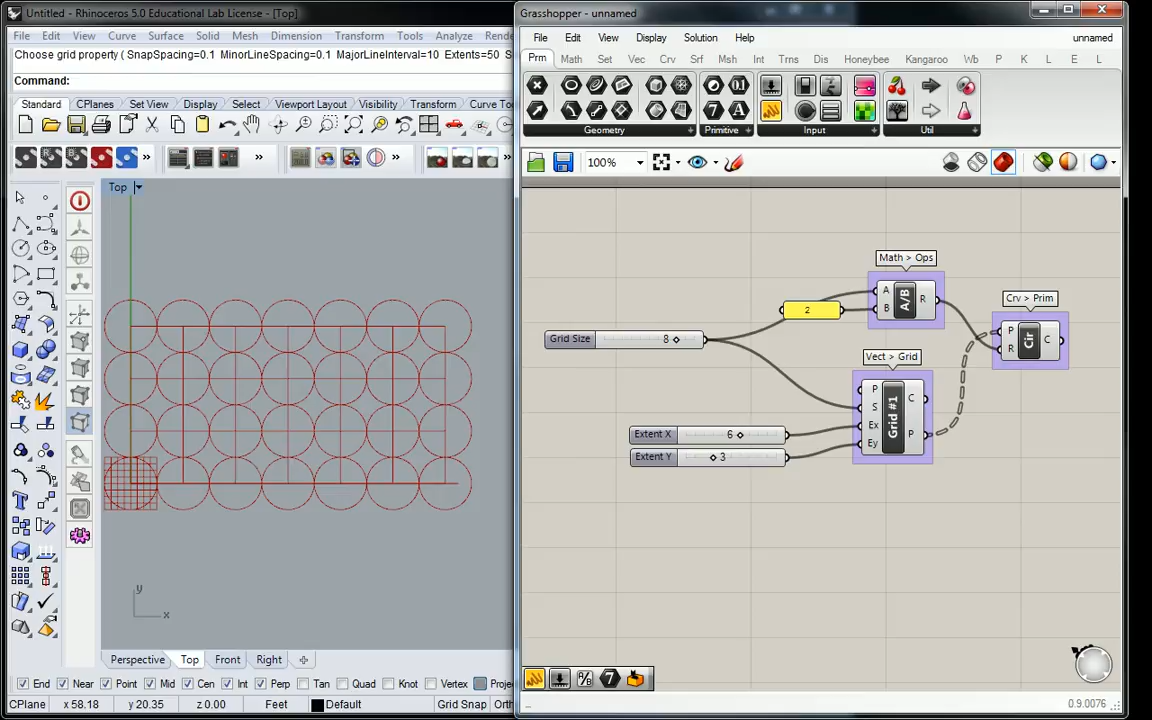 Untitled - Rhinoceros 5.0 Educational Lab License - [Top]
File Edit View Curve Surface Solid Mesh Dimension Transform Tools Analyze Render
Choose grid property ( SnapSpacing=0.1 MinorLineSpacing=0.1 MajorLineInterval=10 Extents=50 S
Command:
Standard CPlanes Set View Display Select Viewport Layout Visibility Transform Curve Tools
Top
y
x
Perspective Top Front Right
End Near Point Mid Cen Int Perp Tan Quad Knot Vertex Project
CPlane x 58.18 y 20.35 z 0.00 Feet Default Grid Snap Ortho
Grasshopper - unnamed
File Edit View Display Solution Help unnamed
Prm Math Set Vec Crv Srf Msh Int Trns Dis Honeybee Kangaroo Wb P K L E L
Geometry Primitive Input Util
100%
Math > Ops
A
B
A/B
R
2
Crv > Prim
P
R
Cir
C
Grid Size 8
Vect > Grid
P
S
Ex
Ey
Grid #1
C
P
Extent X 6
Extent Y 3
0.9.0076